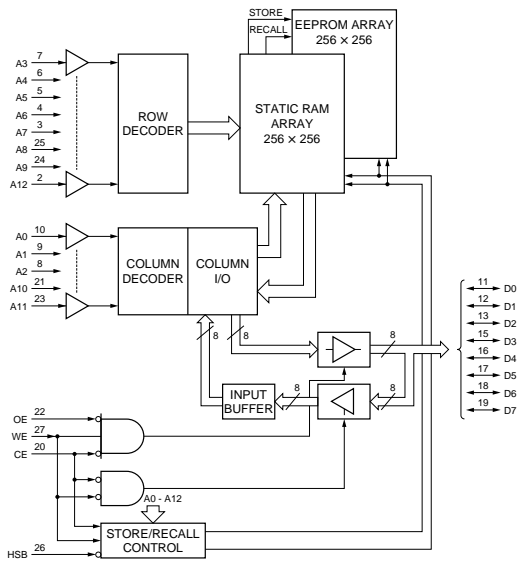 STORE
EEPROM ARRAY
256 × 256
RECALL
STATIC RAM
ARRAY
256 × 256
ROW
DECODER
A3 7
A4 6
A5 5
A6 4
A7 3
A8 25
A9 24
A12 2
A0 10
A1 9
A2 8
A10 21
A11 23
COLUMN
DECODER
COLUMN
I/O
8
8
8
8
8
INPUT
BUFFER
11 D0
12 D1
13 D2
15 D3
16 D4
17 D5
18 D6
19 D7
OE 22
WE 27
CE 20
A0 - A12
STORE/RECALL
CONTROL
HSB 26